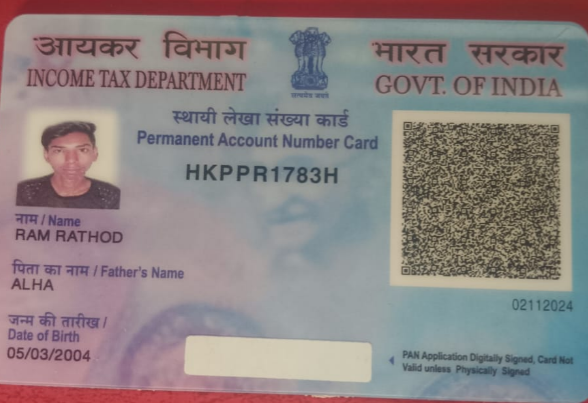 आयकर विभाग
INCOME TAX DEPARTMENT
सत्यमेव जयते
भारत सरकार
GOVT. OF INDIA
स्थायी लेखा संख्या कार्ड
Permanent Account Number Card
HKPPR1783H
नाम / Name
RAM RATHOD
पिता का नाम / Father's Name
ALHA
जन्म की तारीख /
Date of Birth
05/03/2004
02112024
PAN Application Digitally Signed, Card Not
Valid unless Physically Signed